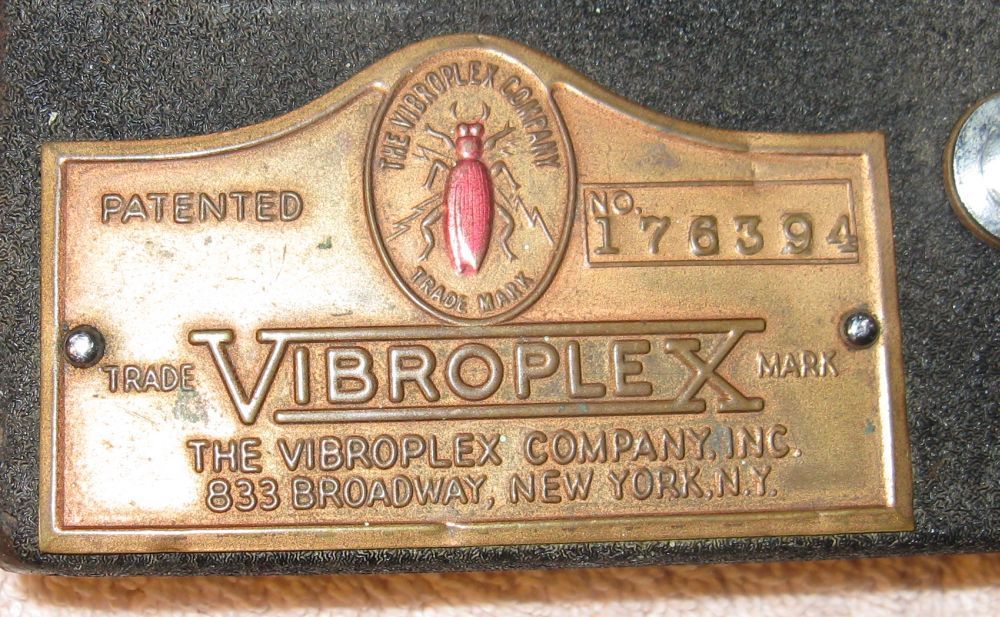 THE VIBROPLEX COMPANY
TRADE MARK
PATENTED
NO. 176394
TRADE VIBROPLEX MARK
THE VIBROPLEX COMPANY, INC.
833 BROADWAY, NEW YORK, N.Y.